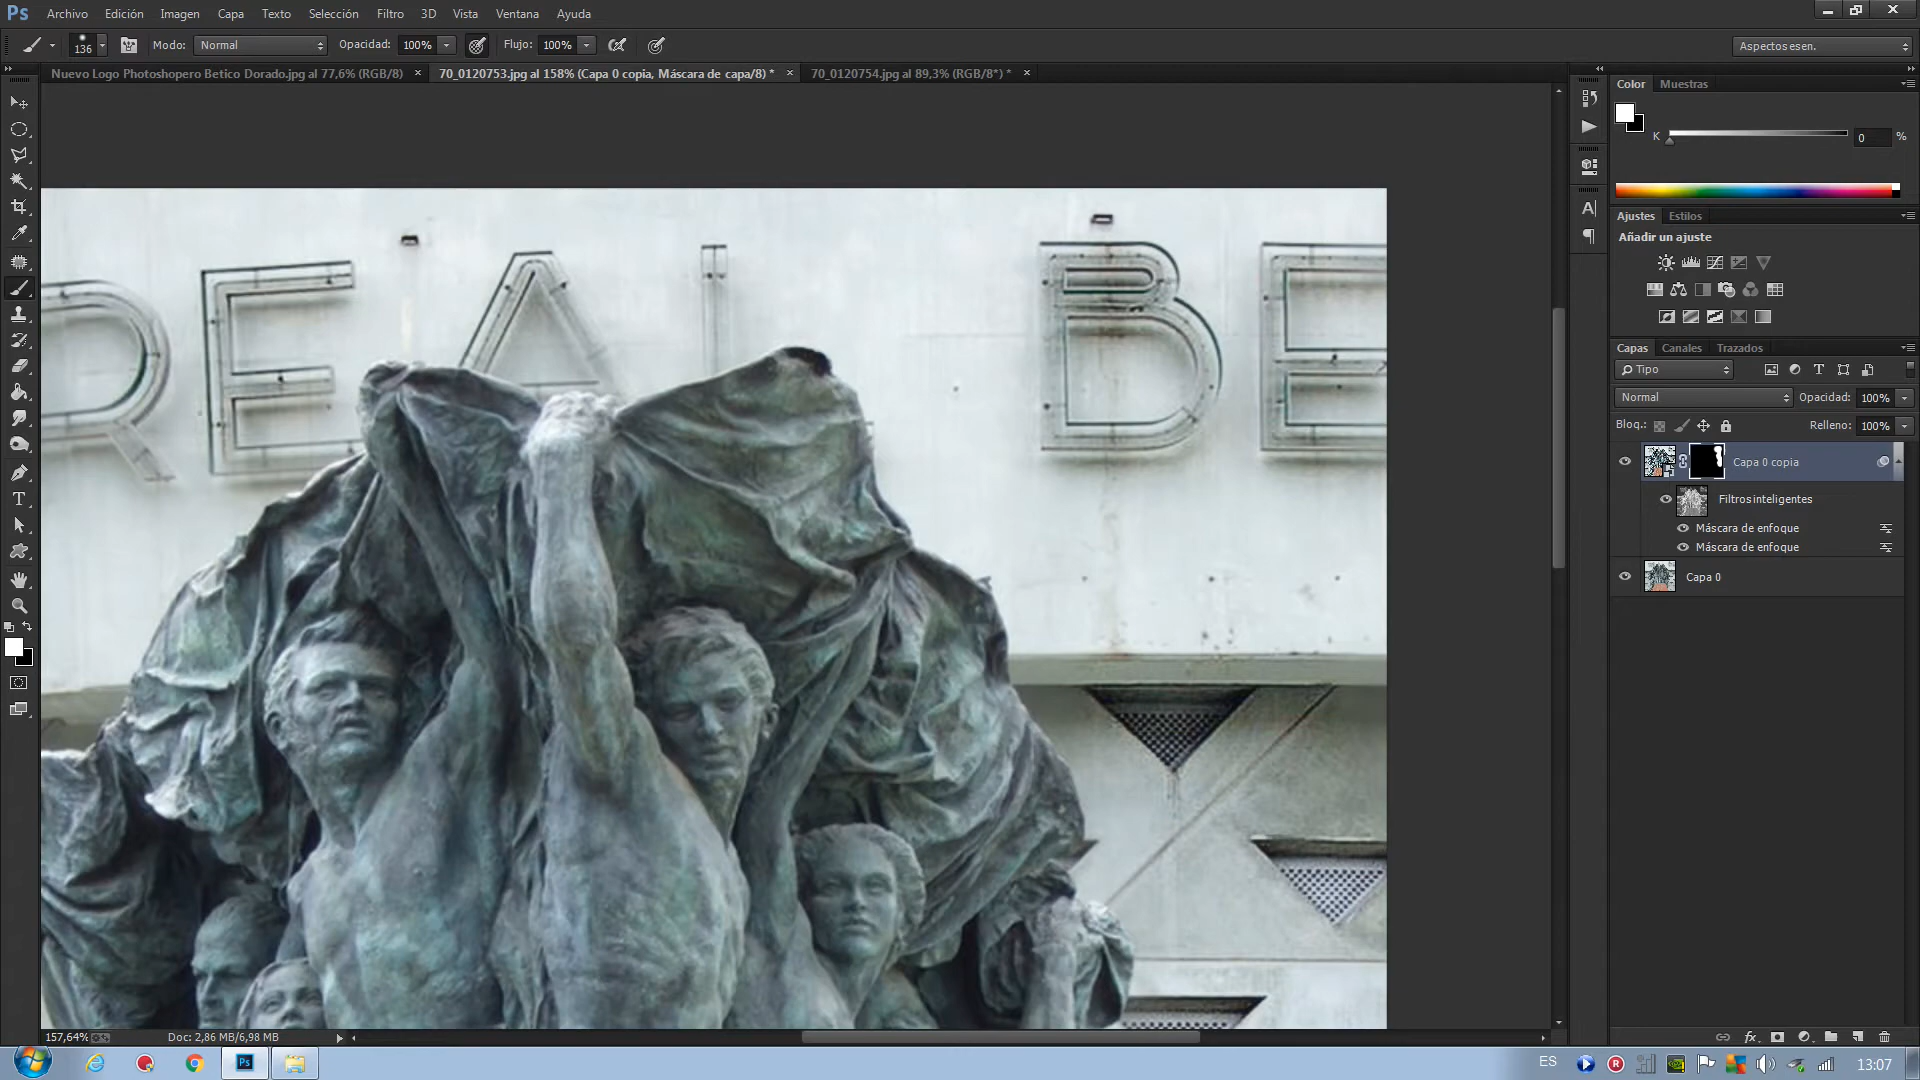 Ps Archivo Edición Imagen Capa Texto Selección Filtro 3D Vista Ventana Ayuda
136 Modo: Normal Opacidad: 100% Flujo: 100% Aspectos esen.
Nuevo Logo Photoshopero Betico Dorado.jpg al 77,6% (RGB/8) × 70_0120753.jpg al 158% (Capa 0 copia, Máscara de capa/8) * × 70_0120754.jpg al 89,3% (RGB/8*) * ×
Color Muestras
K 0 %
Ajustes Estilos
Añadir un ajuste
REAL BE
Capas Canales Trazados
Tipo
Normal Opacidad: 100%
Bloq.: Relleno: 100%
Capa 0 copia
Filtros inteligentes
Máscara de enfoque
Máscara de enfoque
Capa 0
157,64% Doc: 2,86 MB/6,98 MB
Ps ES 13:07